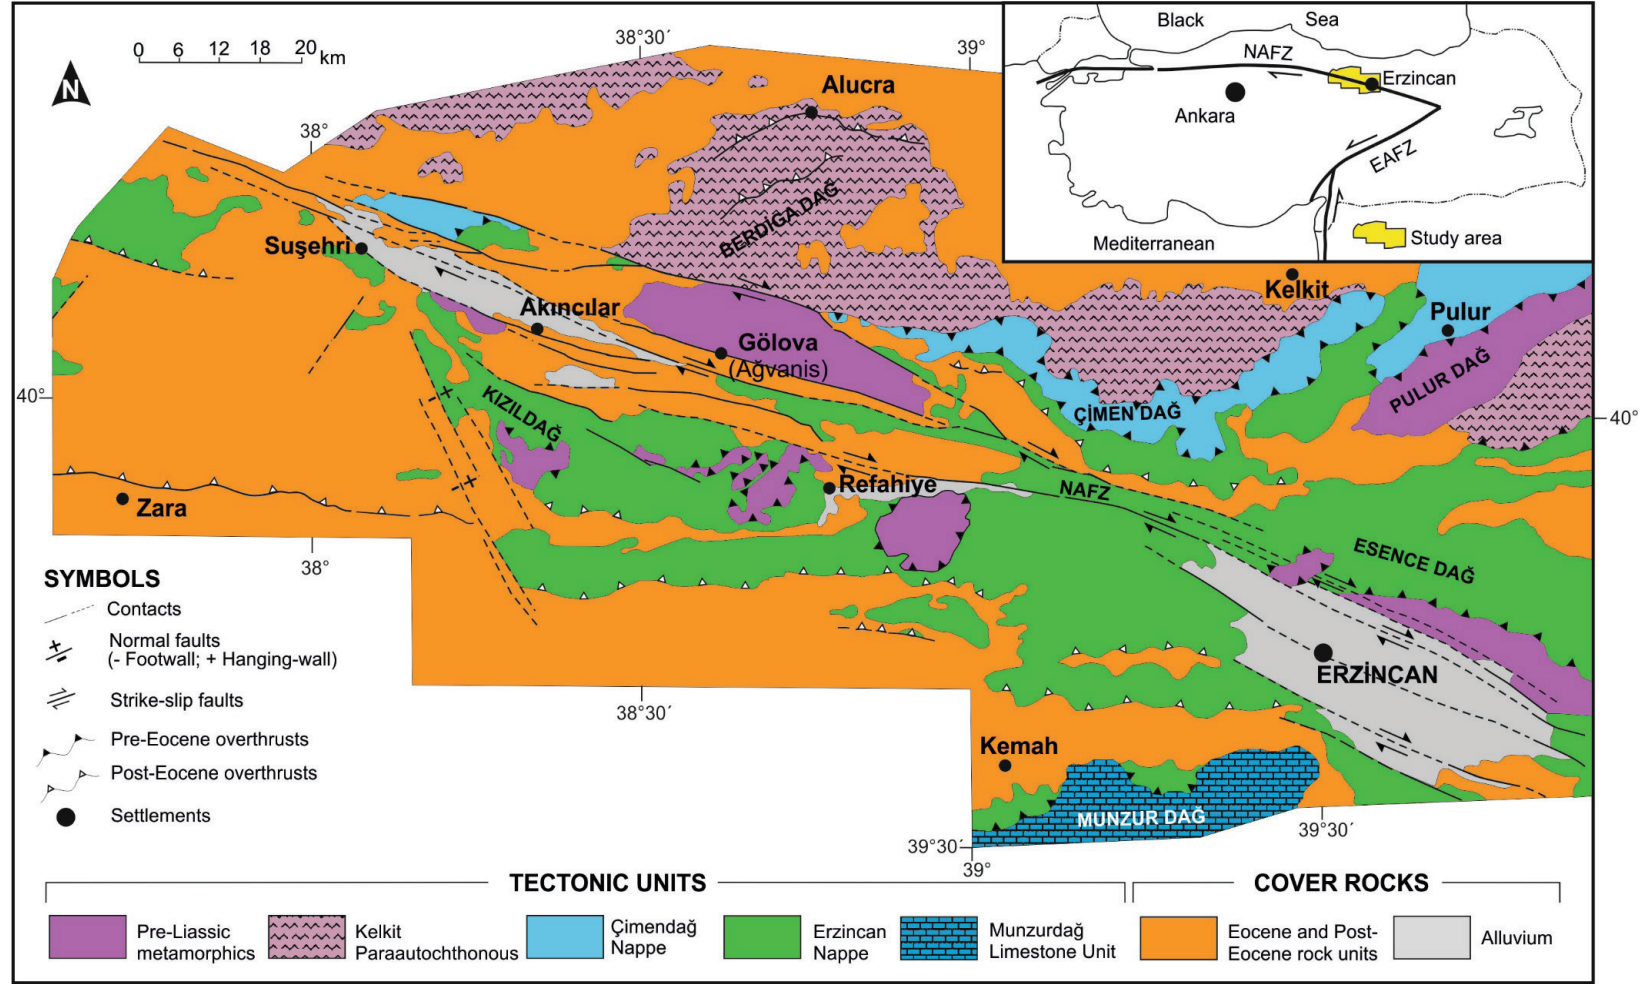 0 6 12 18 20 km
N
38°30´
39°
38°
Black Sea
NAFZ
Erzincan
Ankara
EAFZ
Mediterranean
Study area
Alucra
BERDİGA DAĞ
Suşehri
Akıncılar
Gölova
(Ağvanis)
Kelkit
Pulur
PULUR DAĞ
40°
40°
KIZILDAĞ
ÇİMEN DAĞ
Zara
Refahiye
NAFZ
ESENCE DAĞ
38°
ERZİNCAN
38°30´
Kemah
MUNZUR DAĞ
39°30´
39°30´
39°
SYMBOLS
Contacts
Normal faults
(- Footwall; + Hanging-wall)
Strike-slip faults
Pre-Eocene overthrusts
Post-Eocene overthrusts
Settlements
TECTONIC UNITS
COVER ROCKS
Pre-Liassic
metamorphics
Kelkit
Paraautochthonous
Çimendağ
Nappe
Erzincan
Nappe
Munzurdağ
Limestone Unit
Eocene and Post-
Eocene rock units
Alluvium